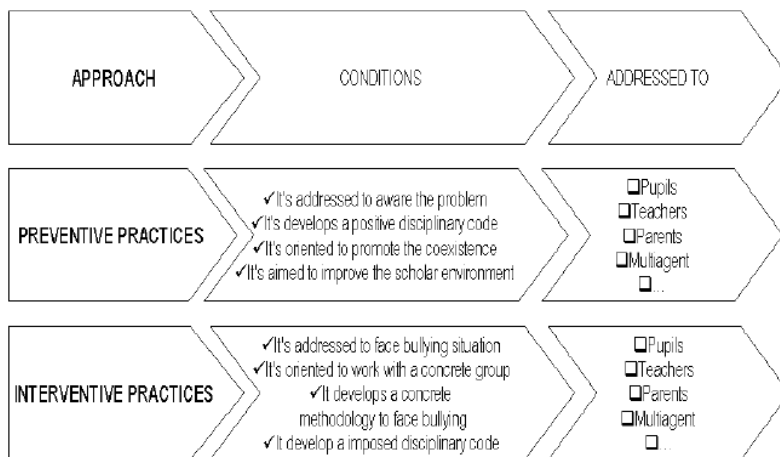 APPROACH
CONDITIONS
ADDRESSED TO
PREVENTIVE PRACTICES
✓It's addressed to aware the problem
✓It's develops a positive disciplinary code
✓It's oriented to promote the coexistence
✓It's aimed to improve the scholar environment
❑Pupils
❑Teachers
❑Parents
❑Multiagent
❑...
INTERVENTIVE PRACTICES
✓It's addressed to face bullying situation
✓It's oriented to work with a concrete group
✓It develops a concrete
methodology to face bullying
✓It develop a imposed disciplinary code
❑Pupils
❑Teachers
❑Parents
❑Multiagent
❑...